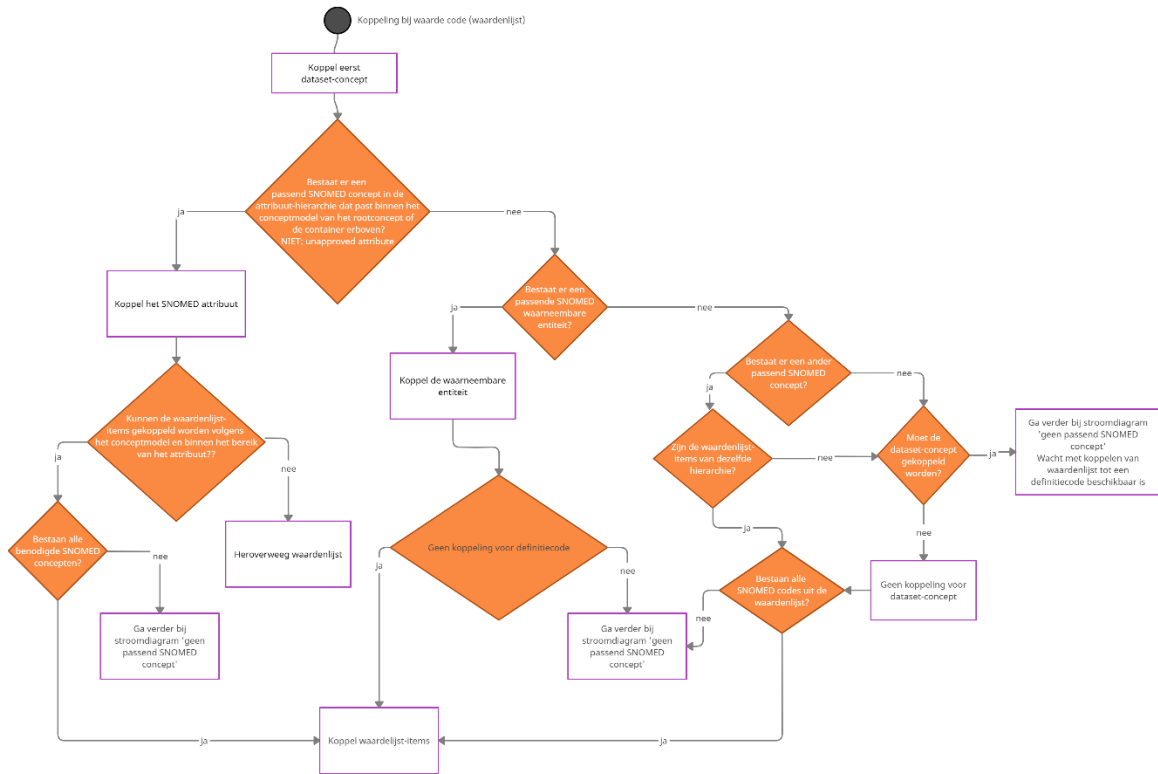 Koppeling bij waarde code (waardenlijst)
Koppel eerst
dataset-concept
Bestaat er een
passend SNOMED concept in de
attribuut-hierarchie dat past binnen het
conceptmodel van het rootconcept of
de container erboven?
NIET: unapproved attribute
ja
nee
Koppel het SNOMED attribuut
Bestaat er een
passende SNOMED
waarneembare
entiteit?
ja
nee
Koppel de waarneembare
entiteit
Bestaat er een ander
passend SNOMED
concept?
ja
nee
Kunnen de waardenlijst-
items gekoppeld worden volgens
het conceptmodel en binnen het bereik
van het attribuut??
ja
nee
Zijn de waardenlijst-
items van dezelfde
hierarchie?
nee
ja
Moet de
dataset-concept
gekoppeld
worden?
ja
nee
Ga verder bij stroomdiagram
'geen passend SNOMED
concept'
Wacht met koppelen van
waardenlijst tot een
definitiecode beschikbaar is
Bestaan alle
benodigde SNOMED
concepten?
nee
Heroverweeg waardenlijst
Geen koppeling voor definitiecode
ja
nee
Bestaan alle
SNOMED codes uit de
waardenlijst?
nee
Geen koppeling voor
dataset-concept
Ga verder bij
stroomdiagram 'geen
passend SNOMED
concept'
Ga verder bij
stroomdiagram 'geen
passend SNOMED
concept'
ja
Koppel waardelijst-items
ja